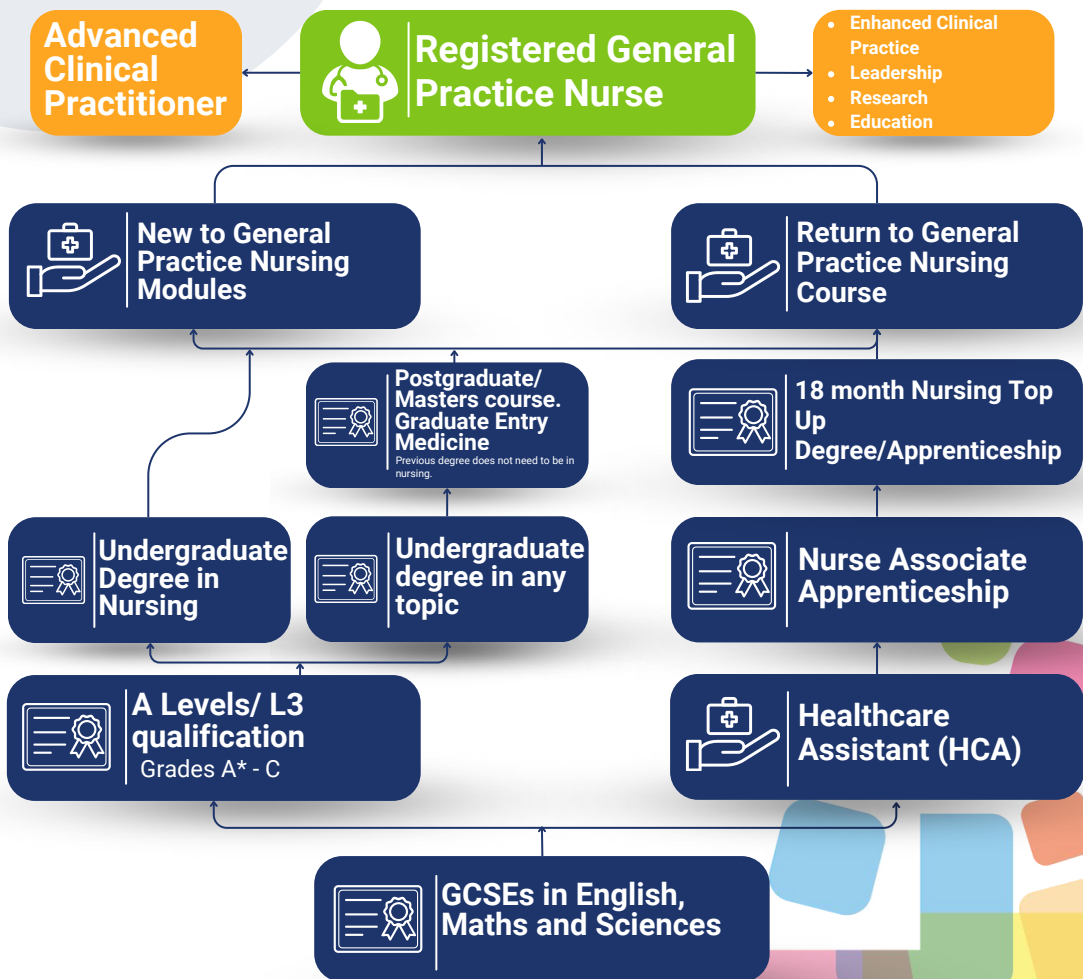 Advanced
Clinical
Practitioner
Registered General
Practice Nurse
• Enhanced Clinical
Practice
• Leadership
• Research
• Education
New to General
Practice Nursing
Modules
Return to General
Practice Nursing
Course
Postgraduate/
Masters course.
Graduate Entry
Medicine
Previous degree does not need to be in
nursing.
18 month Nursing Top
Up
Degree/Apprenticeship
Undergraduate
Degree in
Nursing
Undergraduate
degree in any
topic
Nurse Associate
Apprenticeship
A Levels/ L3
qualification
Grades A* - C
Healthcare
Assistant (HCA)
GCSEs in English,
Maths and Sciences